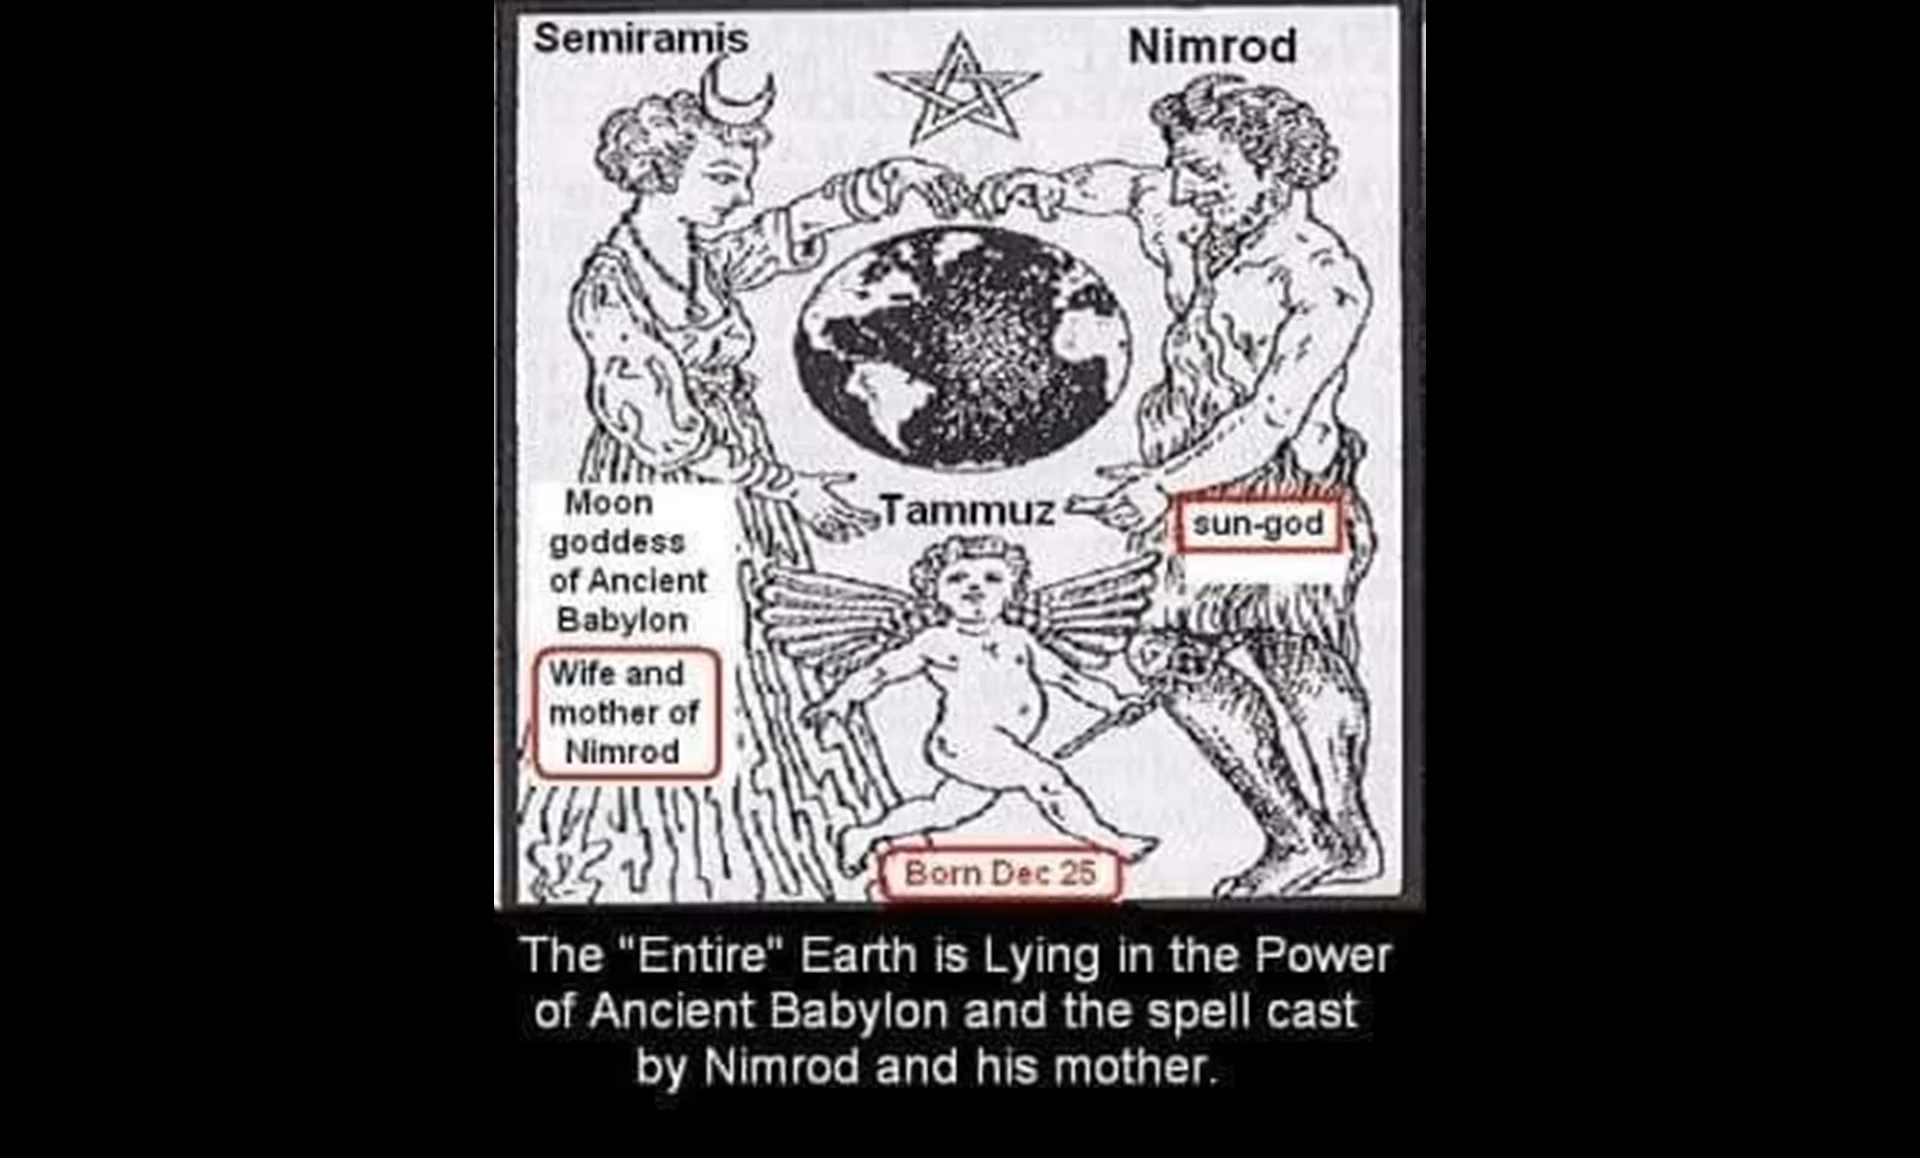 Semiramis
Nimrod
Tammuz
Moon
goddess
of Ancient
Babylon
Wife and
mother of
Nimrod
sun-god
Born Dec 25
The "Entire" Earth is Lying in the Power
of Ancient Babylon and the spell cast
by Nimrod and his mother.